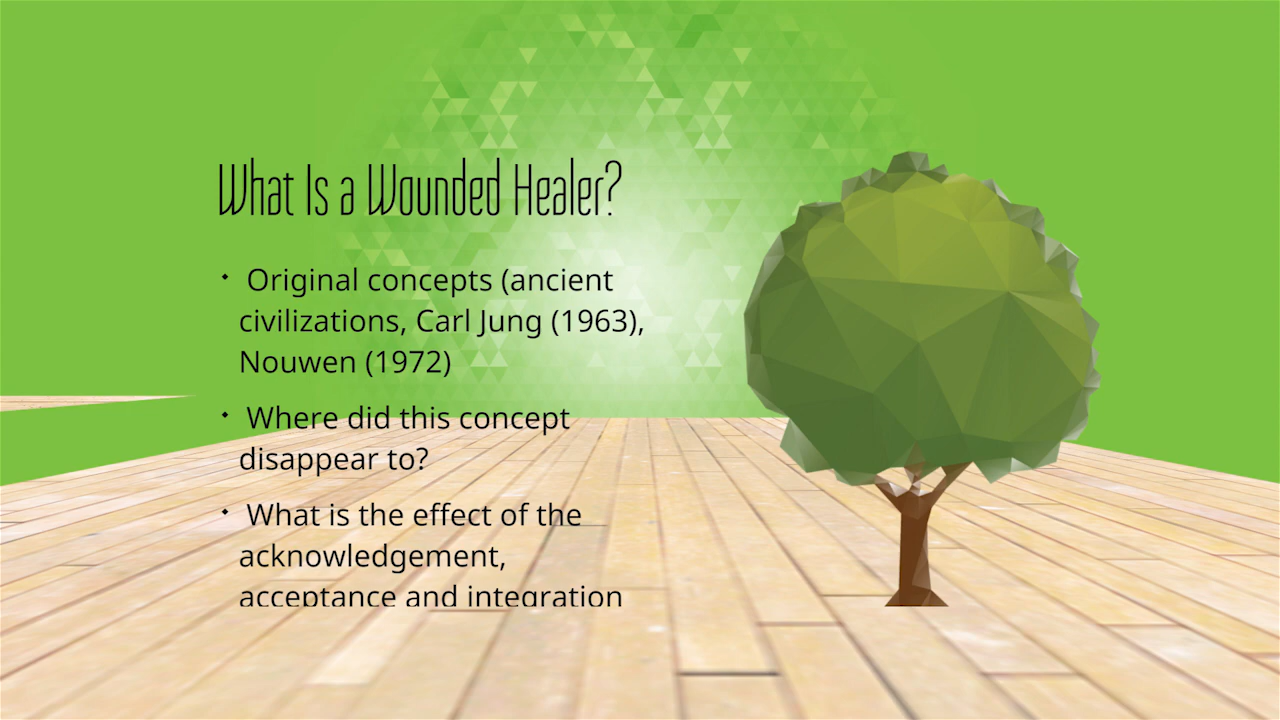 What Is a Wounded Healer?
Original concepts (ancient
civilizations, Carl Jung (1963),
Nouwen (1972)
Where did this concept
disappear to?
What is the effect of the
acknowledgement,
acceptance and integration